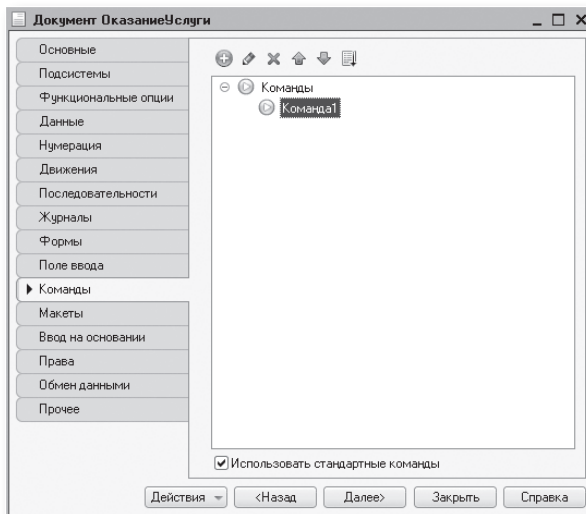 Документ ОказаниеУслуги
Основные
Подсистемы
Функциональные опции
Данные
Нумерация
Движения
Последовательности
Журналы
Формы
Поле ввода
Команды
Макеты
Ввод на основании
Права
Обмен данными
Прочее
Команды
Команда1
Использовать стандартные команды
Действия
<Назад
Далее>
Закрыть
Справка